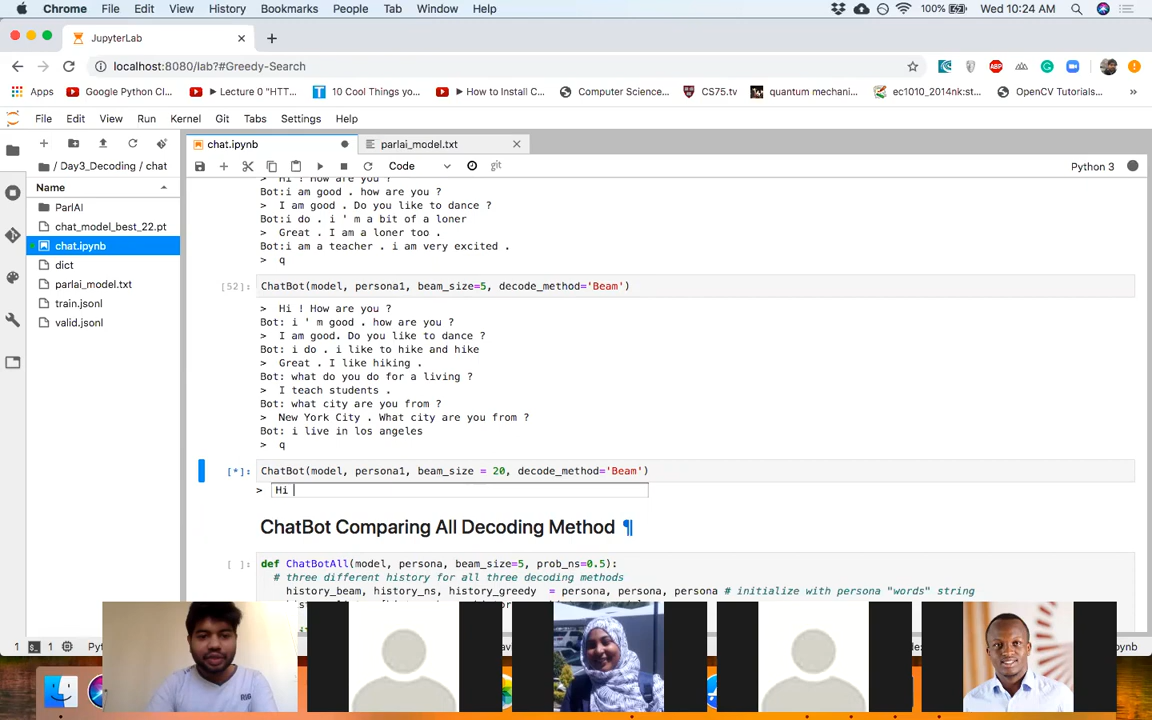 Chrome File Edit View History Bookmarks People Tab Window Help 100% Wed 10:24 AM
JupyterLab
localhost:8080/lab?#Greedy-Search
Apps Google Python Cl... ▶ Lecture 0 "HTT... 10 Cool Things yo... ▶ How to Install C... Computer Science... CS75.tv quantum mechani... ec1010_2014nk:st... OpenCV Tutorials... »
File Edit View Run Kernel Git Tabs Settings Help
chat.ipynb parlai_model.txt
/ Day3_Decoding / chat Code git Python 3
Name
ParlAI
chat_model_best_22.pt
chat.ipynb
dict
parlai_model.txt
train.jsonl
valid.jsonl
> Hi ! How are you ?
Bot:i am good . how are you ?
> I am good . Do you like to dance ?
Bot:i do . i ' m a bit of a loner
> Great . I am a loner too .
Bot:i am a teacher . i am very excited .
> q
[52]: ChatBot(model, persona1, beam_size=5, decode_method='Beam')
> Hi ! How are you ?
Bot: i ' m good . how are you ?
> I am good. Do you like to dance ?
Bot: i do . i like to hike and hike
> Great . I like hiking .
Bot: what do you do for a living ?
> I teach students .
Bot: what city are you from ?
> New York City . What city are you from ?
Bot: i live in los angeles
> q
[*]: ChatBot(model, persona1, beam_size = 20, decode_method='Beam')
> Hi
ChatBot Comparing All Decoding Method ¶
[ ]: def ChatBotAll(model, persona, beam_size=5, prob_ns=0.5):
# three different history for all three decoding methods
history_beam, history_ns, history_greedy = persona, persona, persona # initialize with persona "words" string
1 1